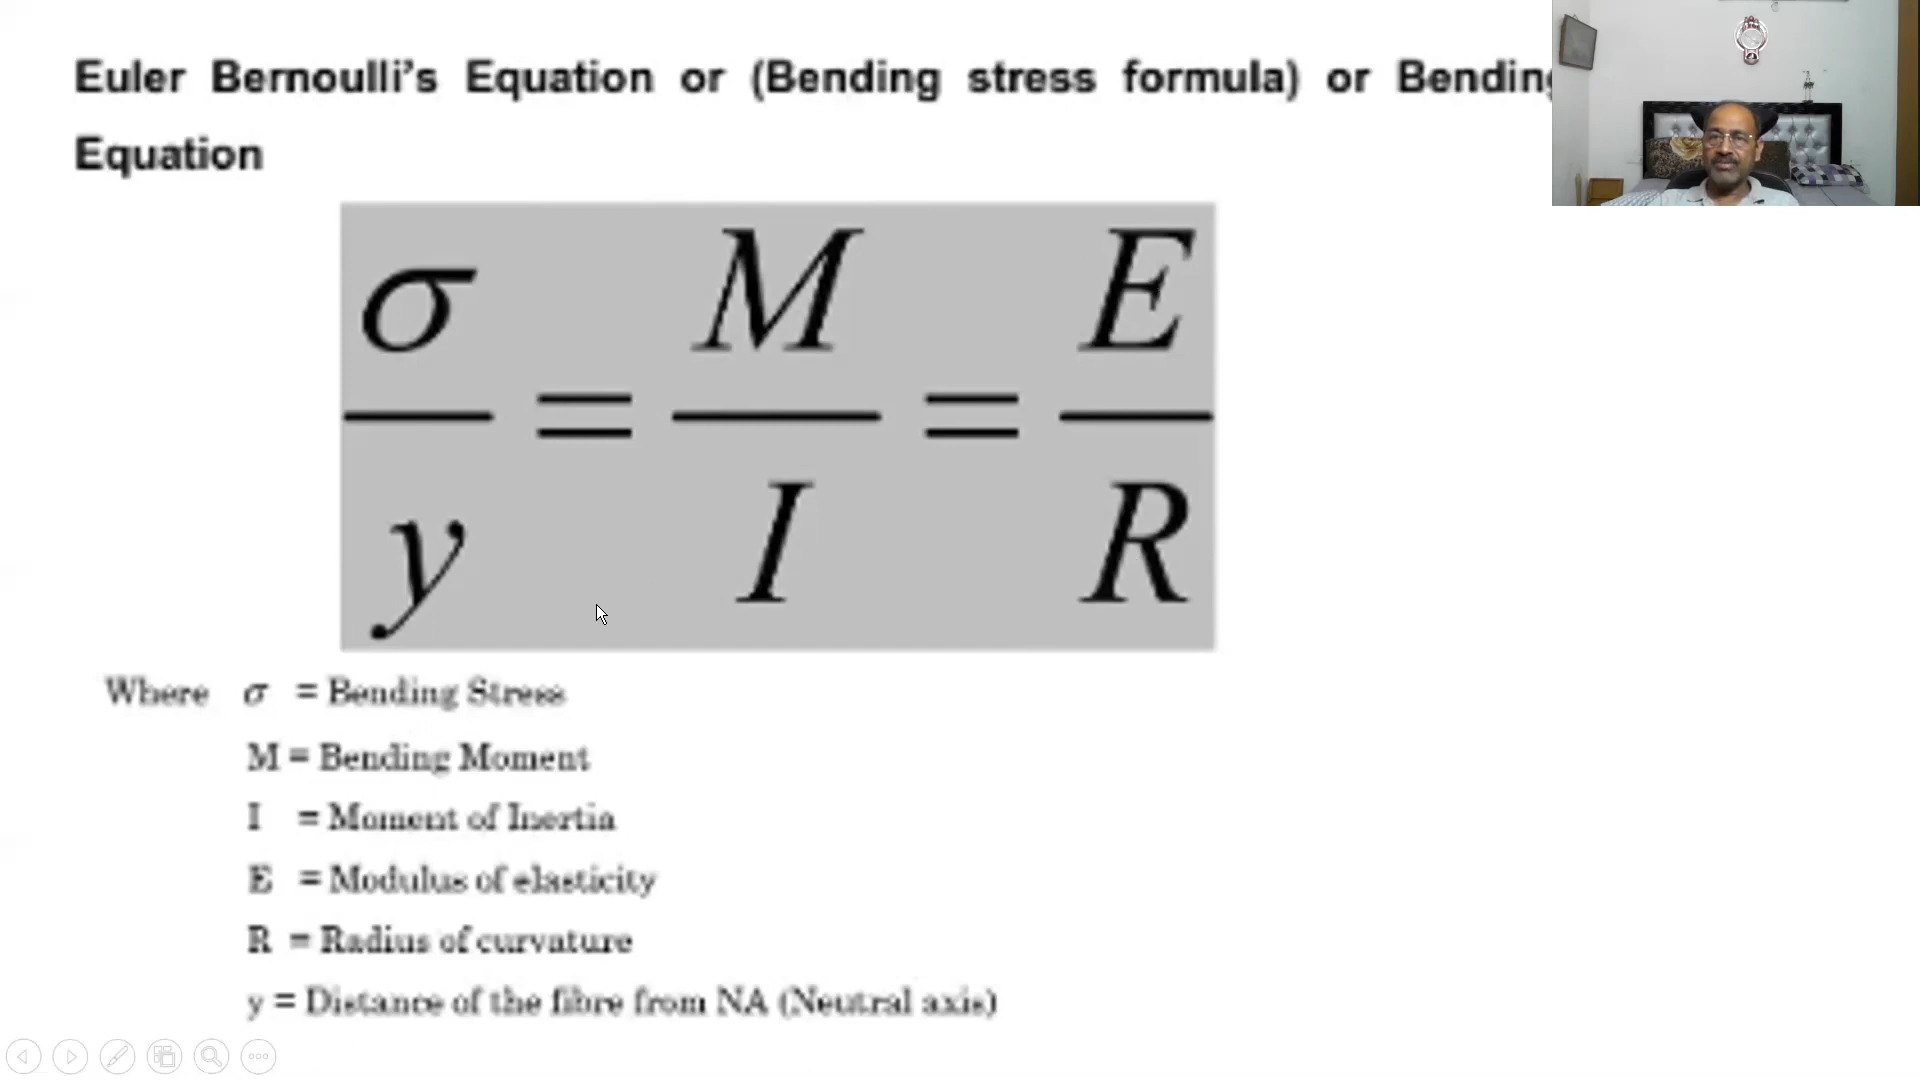 Euler Bernoulli's Equation or (Bending stress formula) or Bending
Equation
σ/y = M/I = E/R
Where σ = Bending Stress
M = Bending Moment
I = Moment of Inertia
E = Modulus of elasticity
R = Radius of curvature
y = Distance of the fibre from NA (Neutral axis)